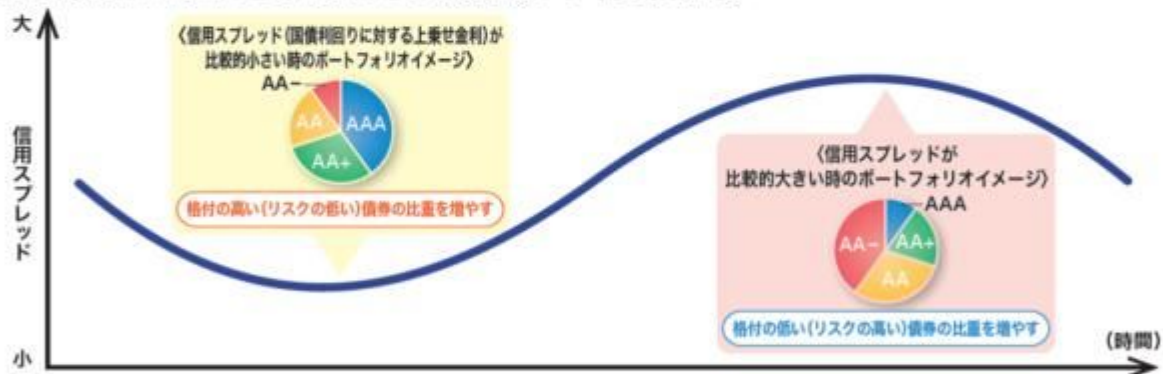 大
信用スプレッド
小
〈信用スプレッド(国債利回りに対する上乗せ金利)が
比較的小さい時のポートフォリオイメージ〉
AA−
AAA
AA
AA+
格付の高い(リスクの低い)債券の比重を増やす
〈信用スプレッドが
比較的大きい時のポートフォリオイメージ〉
AAA
AA−
AA+
AA
格付の低い(リスクの高い)債券の比重を増やす
(時間)